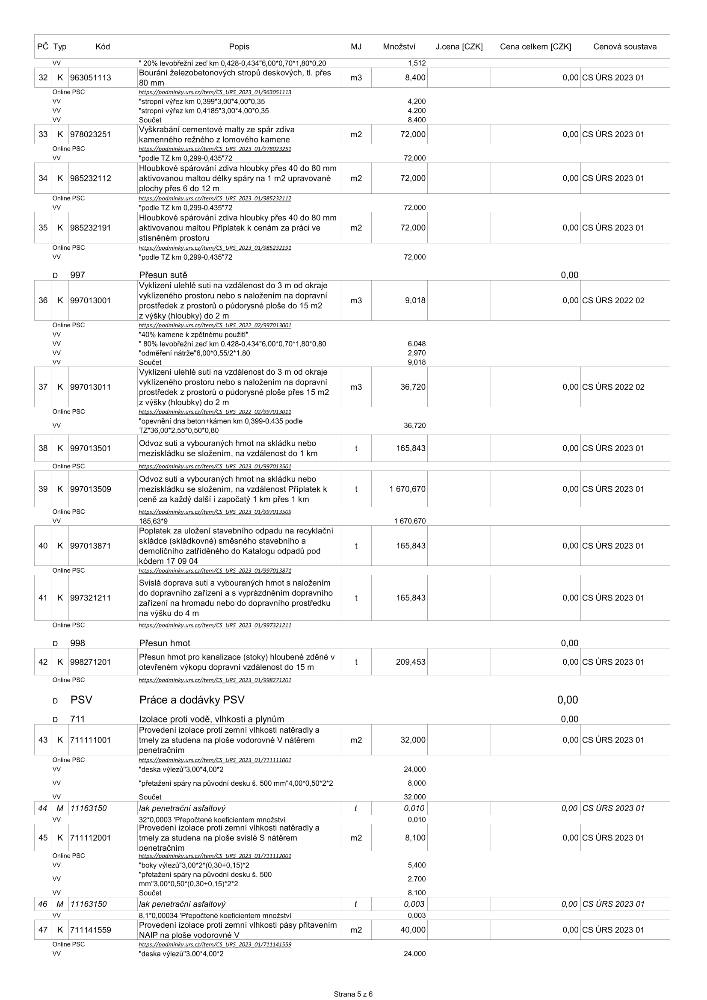 PČ Typ Kód Popis MJ Množství J.cena [CZK] Cena celkem [CZK] Cenová soustava
VV " 20% levobřežní zeď km 0,428-0,434"6,00*0,70*1,80*0,20 1,512
32 K 963051113 Bourání železobetonových stropů deskových, tl. přes
80 mm m3 8,400 0,00 CS ÚRS 2023 01
Online PSC https://podminky.urs.cz/item/CS_URS_2023_01/963051113
VV "stropní výřez km 0,399"3,00*4,00*0,35 4,200
VV "stropní výřez km 0,4185"3,00*4,00*0,35 4,200
VV Součet 8,400
33 K 978023251 Vyškrabání cementové malty ze spár zdiva
kamenného režného z lomového kamene m2 72,000 0,00 CS ÚRS 2023 01
Online PSC https://podminky.urs.cz/item/CS_URS_2023_01/978023251
VV "podle TZ km 0,299-0,435"72 72,000
Hloubkové spárování zdiva hloubky přes 40 do 80 mm
34 K 985232112 aktivovanou maltou délky spáry na 1 m2 upravované m2 72,000 0,00 CS ÚRS 2023 01
plochy přes 6 do 12 m
Online PSC https://podminky.urs.cz/item/CS_URS_2023_01/985232112
VV "podle TZ km 0,299-0,435"72 72,000
Hloubkové spárování zdiva hloubky přes 40 do 80 mm
35 K 985232191 aktivovanou maltou Příplatek k cenám za práci ve m2 72,000 0,00 CS ÚRS 2023 01
stísněném prostoru
Online PSC https://podminky.urs.cz/item/CS_URS_2023_01/985232191
VV "podle TZ km 0,299-0,435"72 72,000
D 997 Přesun sutě 0,00
Vyklizení ulehlé suti na vzdálenost do 3 m od okraje
vyklízeného prostoru nebo s naložením na dopravní
36 K 997013001 prostředek z prostorů o půdorysné ploše do 15 m2 m3 9,018 0,00 CS ÚRS 2022 02
z výšky (hloubky) do 2 m
Online PSC https://podminky.urs.cz/item/CS_URS_2022_02/997013001
VV "40% kamene k zpětnému použití"
VV " 80% levobřežní zeď km 0,428-0,434"6,00*0,70*1,80*0,80 6,048
VV "odměření nátrže"6,00*0,55/2*1,80 2,970
VV Součet 9,018
Vyklizení ulehlé suti na vzdálenost do 3 m od okraje
vyklízeného prostoru nebo s naložením na dopravní
37 K 997013011 prostředek z prostorů o půdorysné ploše přes 15 m2 m3 36,720 0,00 CS ÚRS 2022 02
z výšky (hloubky) do 2 m
Online PSC https://podminky.urs.cz/item/CS_URS_2022_02/997013011
VV "opevnění dna beton+kámen km 0,399-0,435 podle
TZ"36,00*2,55*0,50*0,80 36,720
38 K 997013501 Odvoz suti a vybouraných hmot na skládku nebo
meziskládku se složením, na vzdálenost do 1 km t 165,843 0,00 CS ÚRS 2023 01
Online PSC https://podminky.urs.cz/item/CS_URS_2023_01/997013501
Odvoz suti a vybouraných hmot na skládku nebo
39 K 997013509 meziskládku se složením, na vzdálenost Příplatek k t 1 670,670 0,00 CS ÚRS 2023 01
ceně za každý další i započatý 1 km přes 1 km
Online PSC https://podminky.urs.cz/item/CS_URS_2023_01/997013509
VV 185,63*9 1 670,670
Poplatek za uložení stavebního odpadu na recyklační
skládce (skládkovné) směsného stavebního a
40 K 997013871 demoličního zatříděného do Katalogu odpadů pod t 165,843 0,00 CS ÚRS 2023 01
kódem 17 09 04
Online PSC https://podminky.urs.cz/item/CS_URS_2023_01/997013871
Svislá doprava suti a vybouraných hmot s naložením
do dopravního zařízení a s vyprázdněním dopravního
41 K 997321211 zařízení na hromadu nebo do dopravního prostředku t 165,843 0,00 CS ÚRS 2023 01
na výšku do 4 m
Online PSC https://podminky.urs.cz/item/CS_URS_2023_01/997321211
D 998 Přesun hmot 0,00
42 K 998271201 Přesun hmot pro kanalizace (stoky) hloubené zděné v
otevřeném výkopu dopravní vzdálenost do 15 m t 209,453 0,00 CS ÚRS 2023 01
Online PSC https://podminky.urs.cz/item/CS_URS_2023_01/998271201
D PSV Práce a dodávky PSV 0,00
D 711 Izolace proti vodě, vlhkosti a plynům 0,00
Provedení izolace proti zemní vlhkosti natěradly a
43 K 711111001 tmely za studena na ploše vodorovné V nátěrem m2 32,000 0,00 CS ÚRS 2023 01
penetračním
Online PSC https://podminky.urs.cz/item/CS_URS_2023_01/711111001
VV "deska výlezů"3,00*4,00*2 24,000
VV "přetažení spáry na původní desku š. 500 mm"4,00*0,50*2*2 8,000
VV Součet 32,000
44 M 11163150 lak penetrační asfaltový t 0,010 0,00 CS ÚRS 2023 01
VV 32*0,0003 'Přepočtené koeficientem množství 0,010
Provedení izolace proti zemní vlhkosti natěradly a
45 K 711112001 tmely za studena na ploše svislé S nátěrem m2 8,100 0,00 CS ÚRS 2023 01
penetračním
Online PSC https://podminky.urs.cz/item/CS_URS_2023_01/711112001
VV "boky výlezů"3,00*2*(0,30+0,15)*2 5,400
VV "přetažení spáry na původní desku š. 500
mm"3,00*0,50*(0,30+0,15)*2*2 2,700
VV Součet 8,100
46 M 11163150 lak penetrační asfaltový t 0,003 0,00 CS ÚRS 2023 01
VV 8,1*0,00034 'Přepočtené koeficientem množství 0,003
47 K 711141559 Provedení izolace proti zemní vlhkosti pásy přitavením
NAIP na ploše vodorovné V m2 40,000 0,00 CS ÚRS 2023 01
Online PSC https://podminky.urs.cz/item/CS_URS_2023_01/711141559
VV "deska výlezů"3,00*4,00*2 24,000
Strana 5 z 6